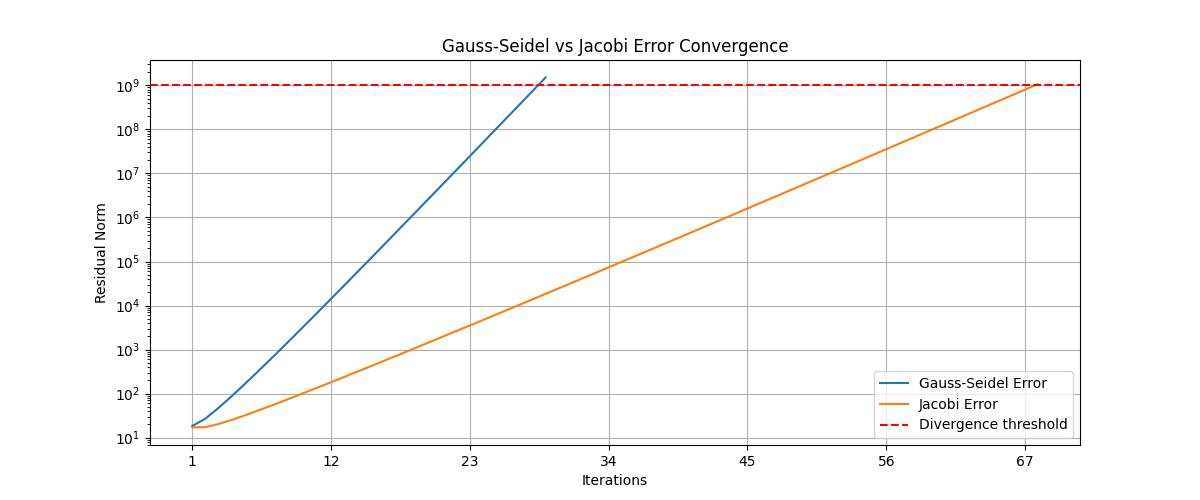 Gauss-Seidel vs Jacobi Error Convergence
Residual Norm
10⁹
10⁸
10⁷
10⁶
10⁵
10⁴
10³
10²
10¹
1 12 23 34 45 56 67
Iterations
Gauss-Seidel Error
Jacobi Error
Divergence threshold